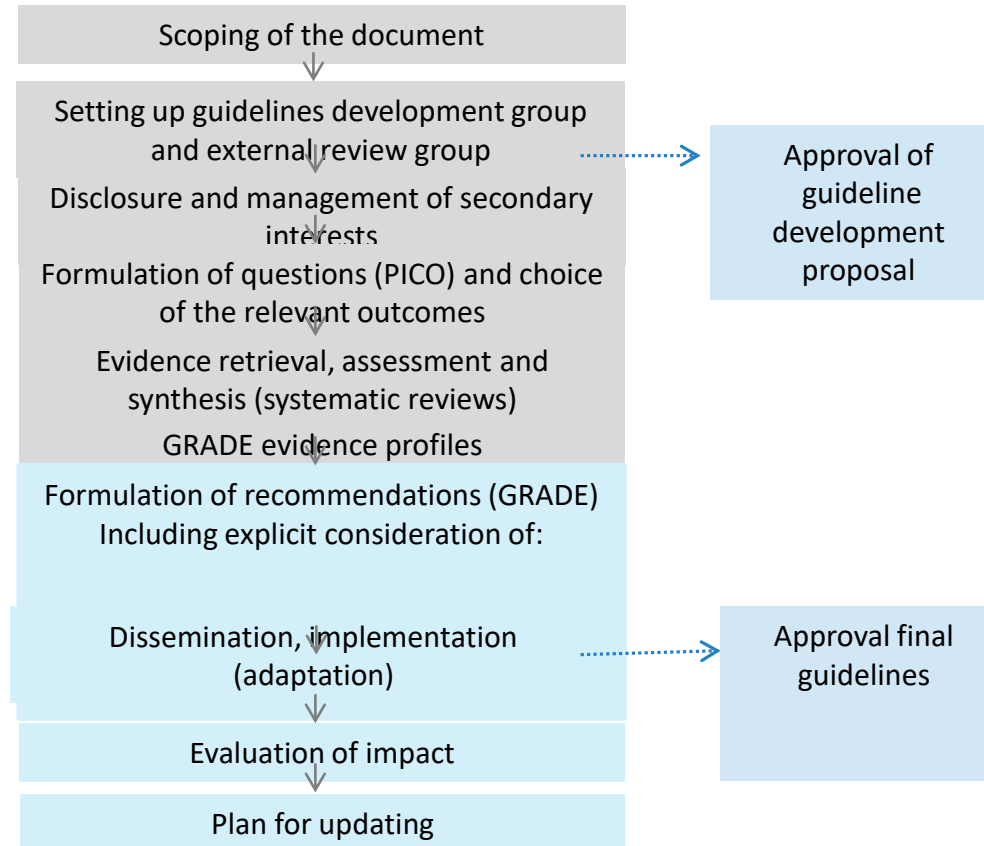 Scoping of the document
Setting up guidelines development group
and external review group
Disclosure and management of secondary
interests
Formulation of questions (PICO) and choice
of the relevant outcomes
Evidence retrieval, assessment and
synthesis (systematic reviews)
GRADE evidence profiles
Formulation of recommendations (GRADE)
Including explicit consideration of:
Dissemination, implementation
(adaptation)
Evaluation of impact
Plan for updating
Approval of
guideline
development
proposal
Approval final
guidelines